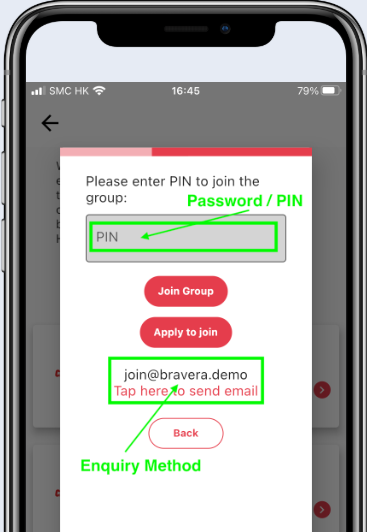 SMC HK
16:45
79%
Please enter PIN to join the
group:
Password / PIN
PIN
Join Group
Apply to join
join@bravera.demo
Tap here to send email
Back
Enquiry Method